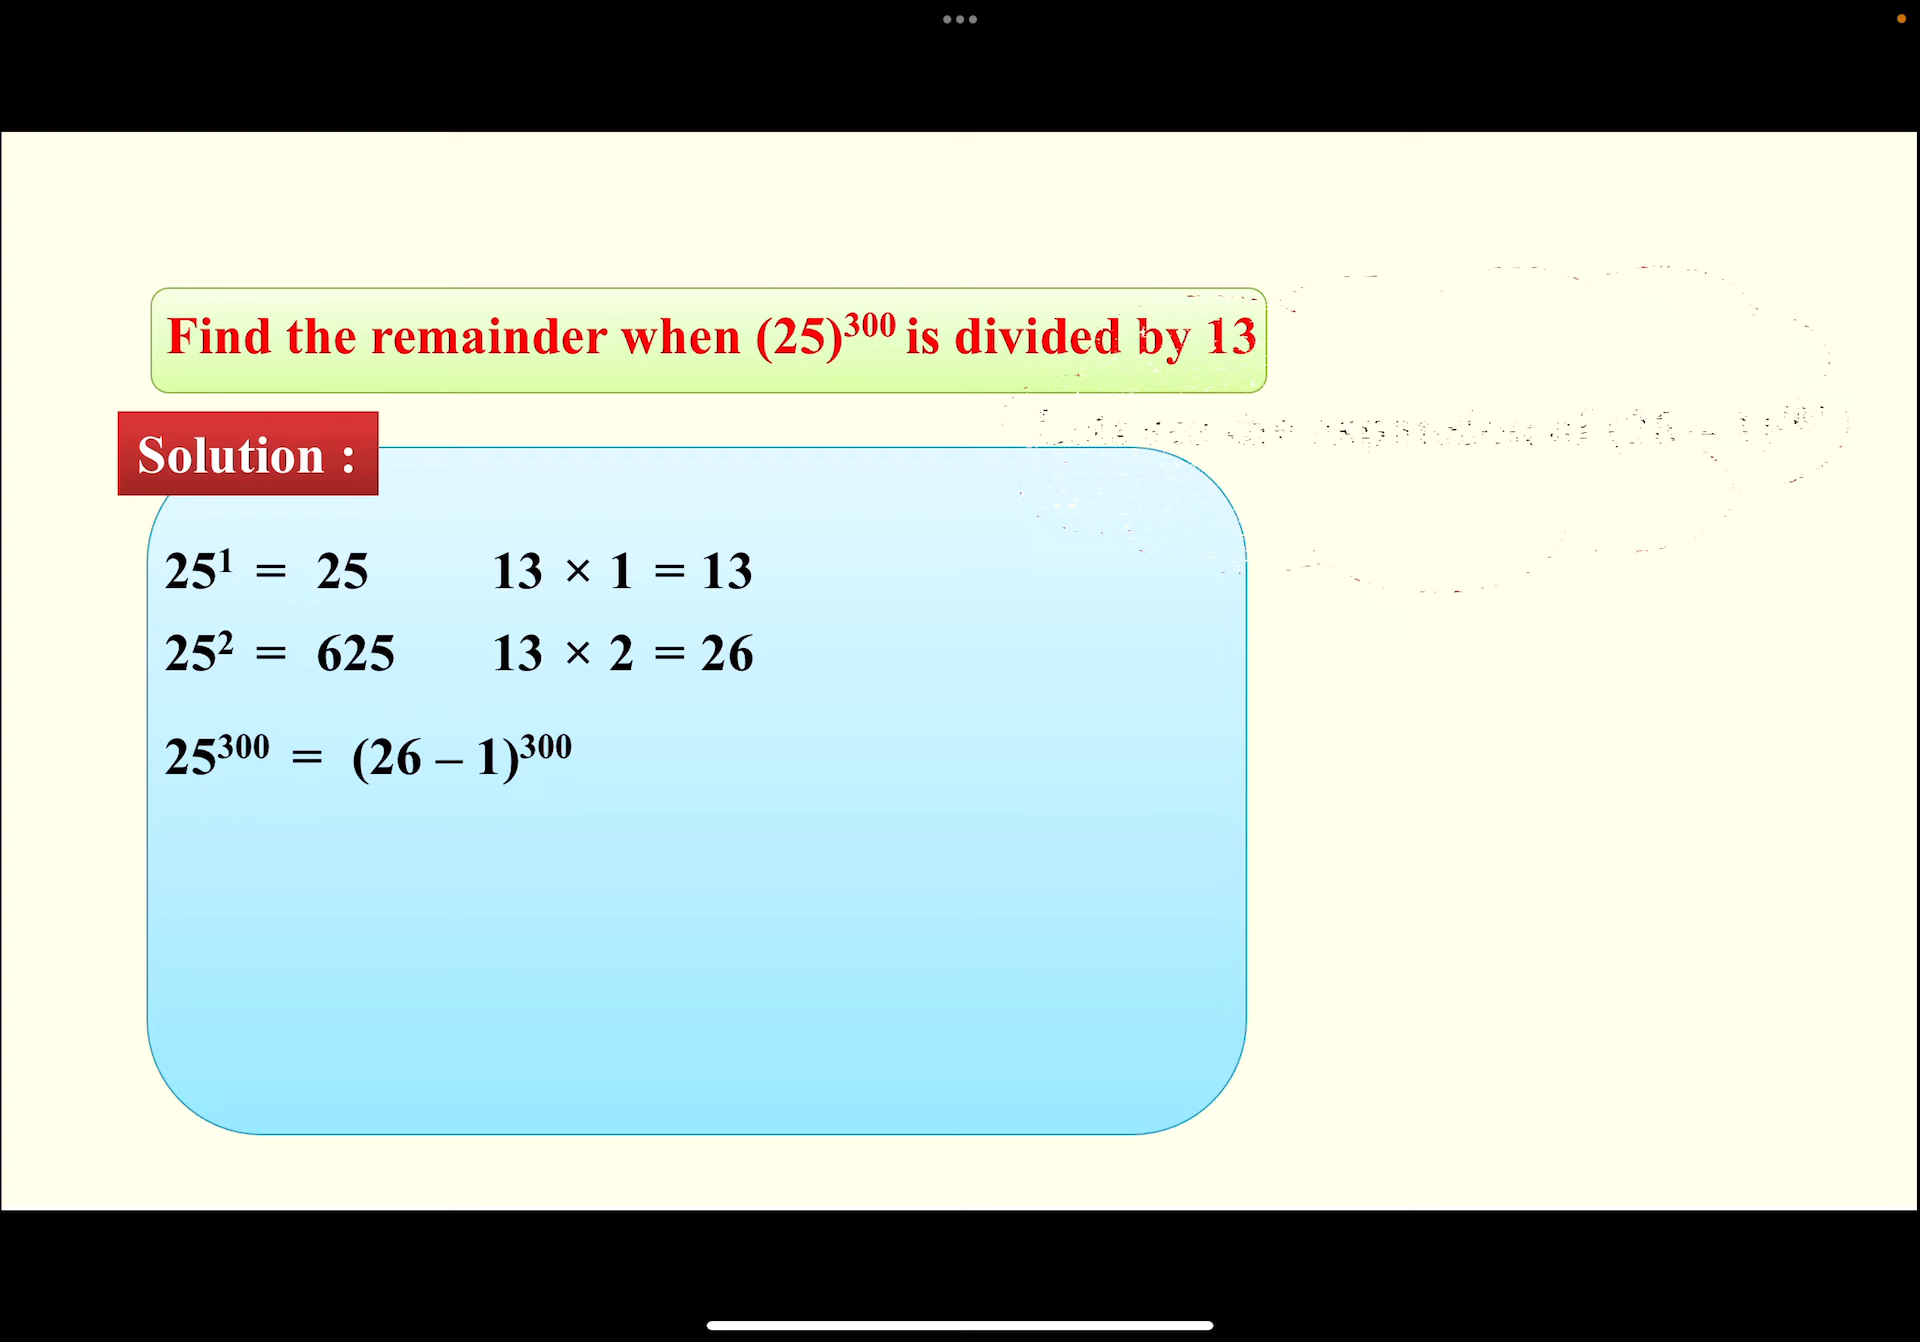 Find the remainder when (25)³⁰⁰ is divided by 13
Solution :
25¹ = 25 13 × 1 = 13
25² = 625 13 × 2 = 26
25³⁰⁰ = (26 – 1)³⁰⁰